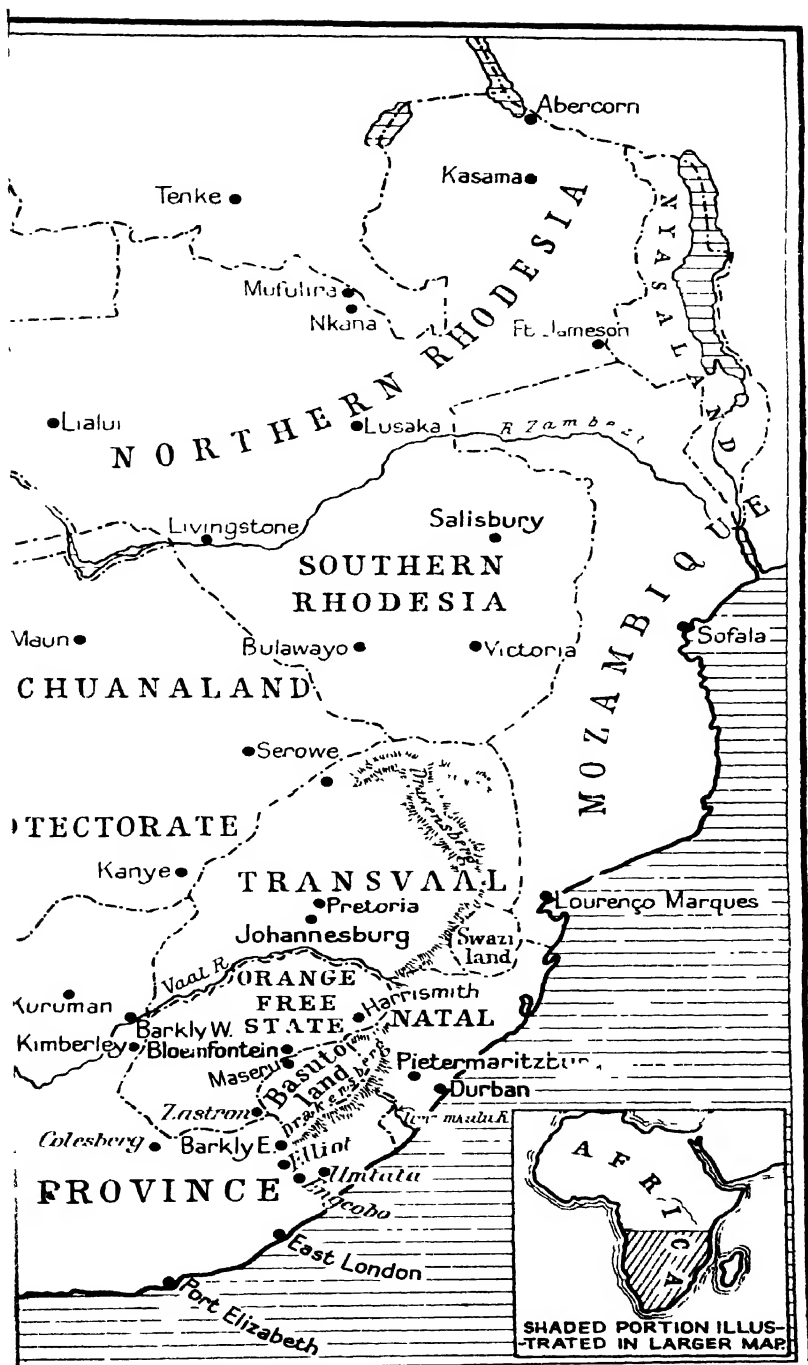 Abercorn
Kasama
Tenke
NYASALAND
Mufulira
Nkana
Ft. Jameson
NORTHERN RHODESIA
Lialui
Lusaka
R Zambezi
Livingstone
Salisbury
SOUTHERN
RHODESIA
MOZAMBIQUE
Maun
Bulawayo
Victoria
Sofala
CHUANALAND
Serowe
Drakensberg
OTECTORATE
Kanye
TRANSVAAL
Pretoria
Lourenço Marques
Johannesburg
Swazi
land
Vaal R.
ORANGE
FREE
STATE
Kuruman
Harrismith
NATAL
Barkly W.
Kimberley
Bloemfontein
Maseru
Basuto
land
Drakensberg
Pietermaritzbur
Durban
Zastron
Colesberg
Barkly E.
Elliot
Umtata
Engcobo
PROVINCE
East London
Port Elizabeth
AFRICA
SHADED PORTION ILLUS-
-TRATED IN LARGER MAP.